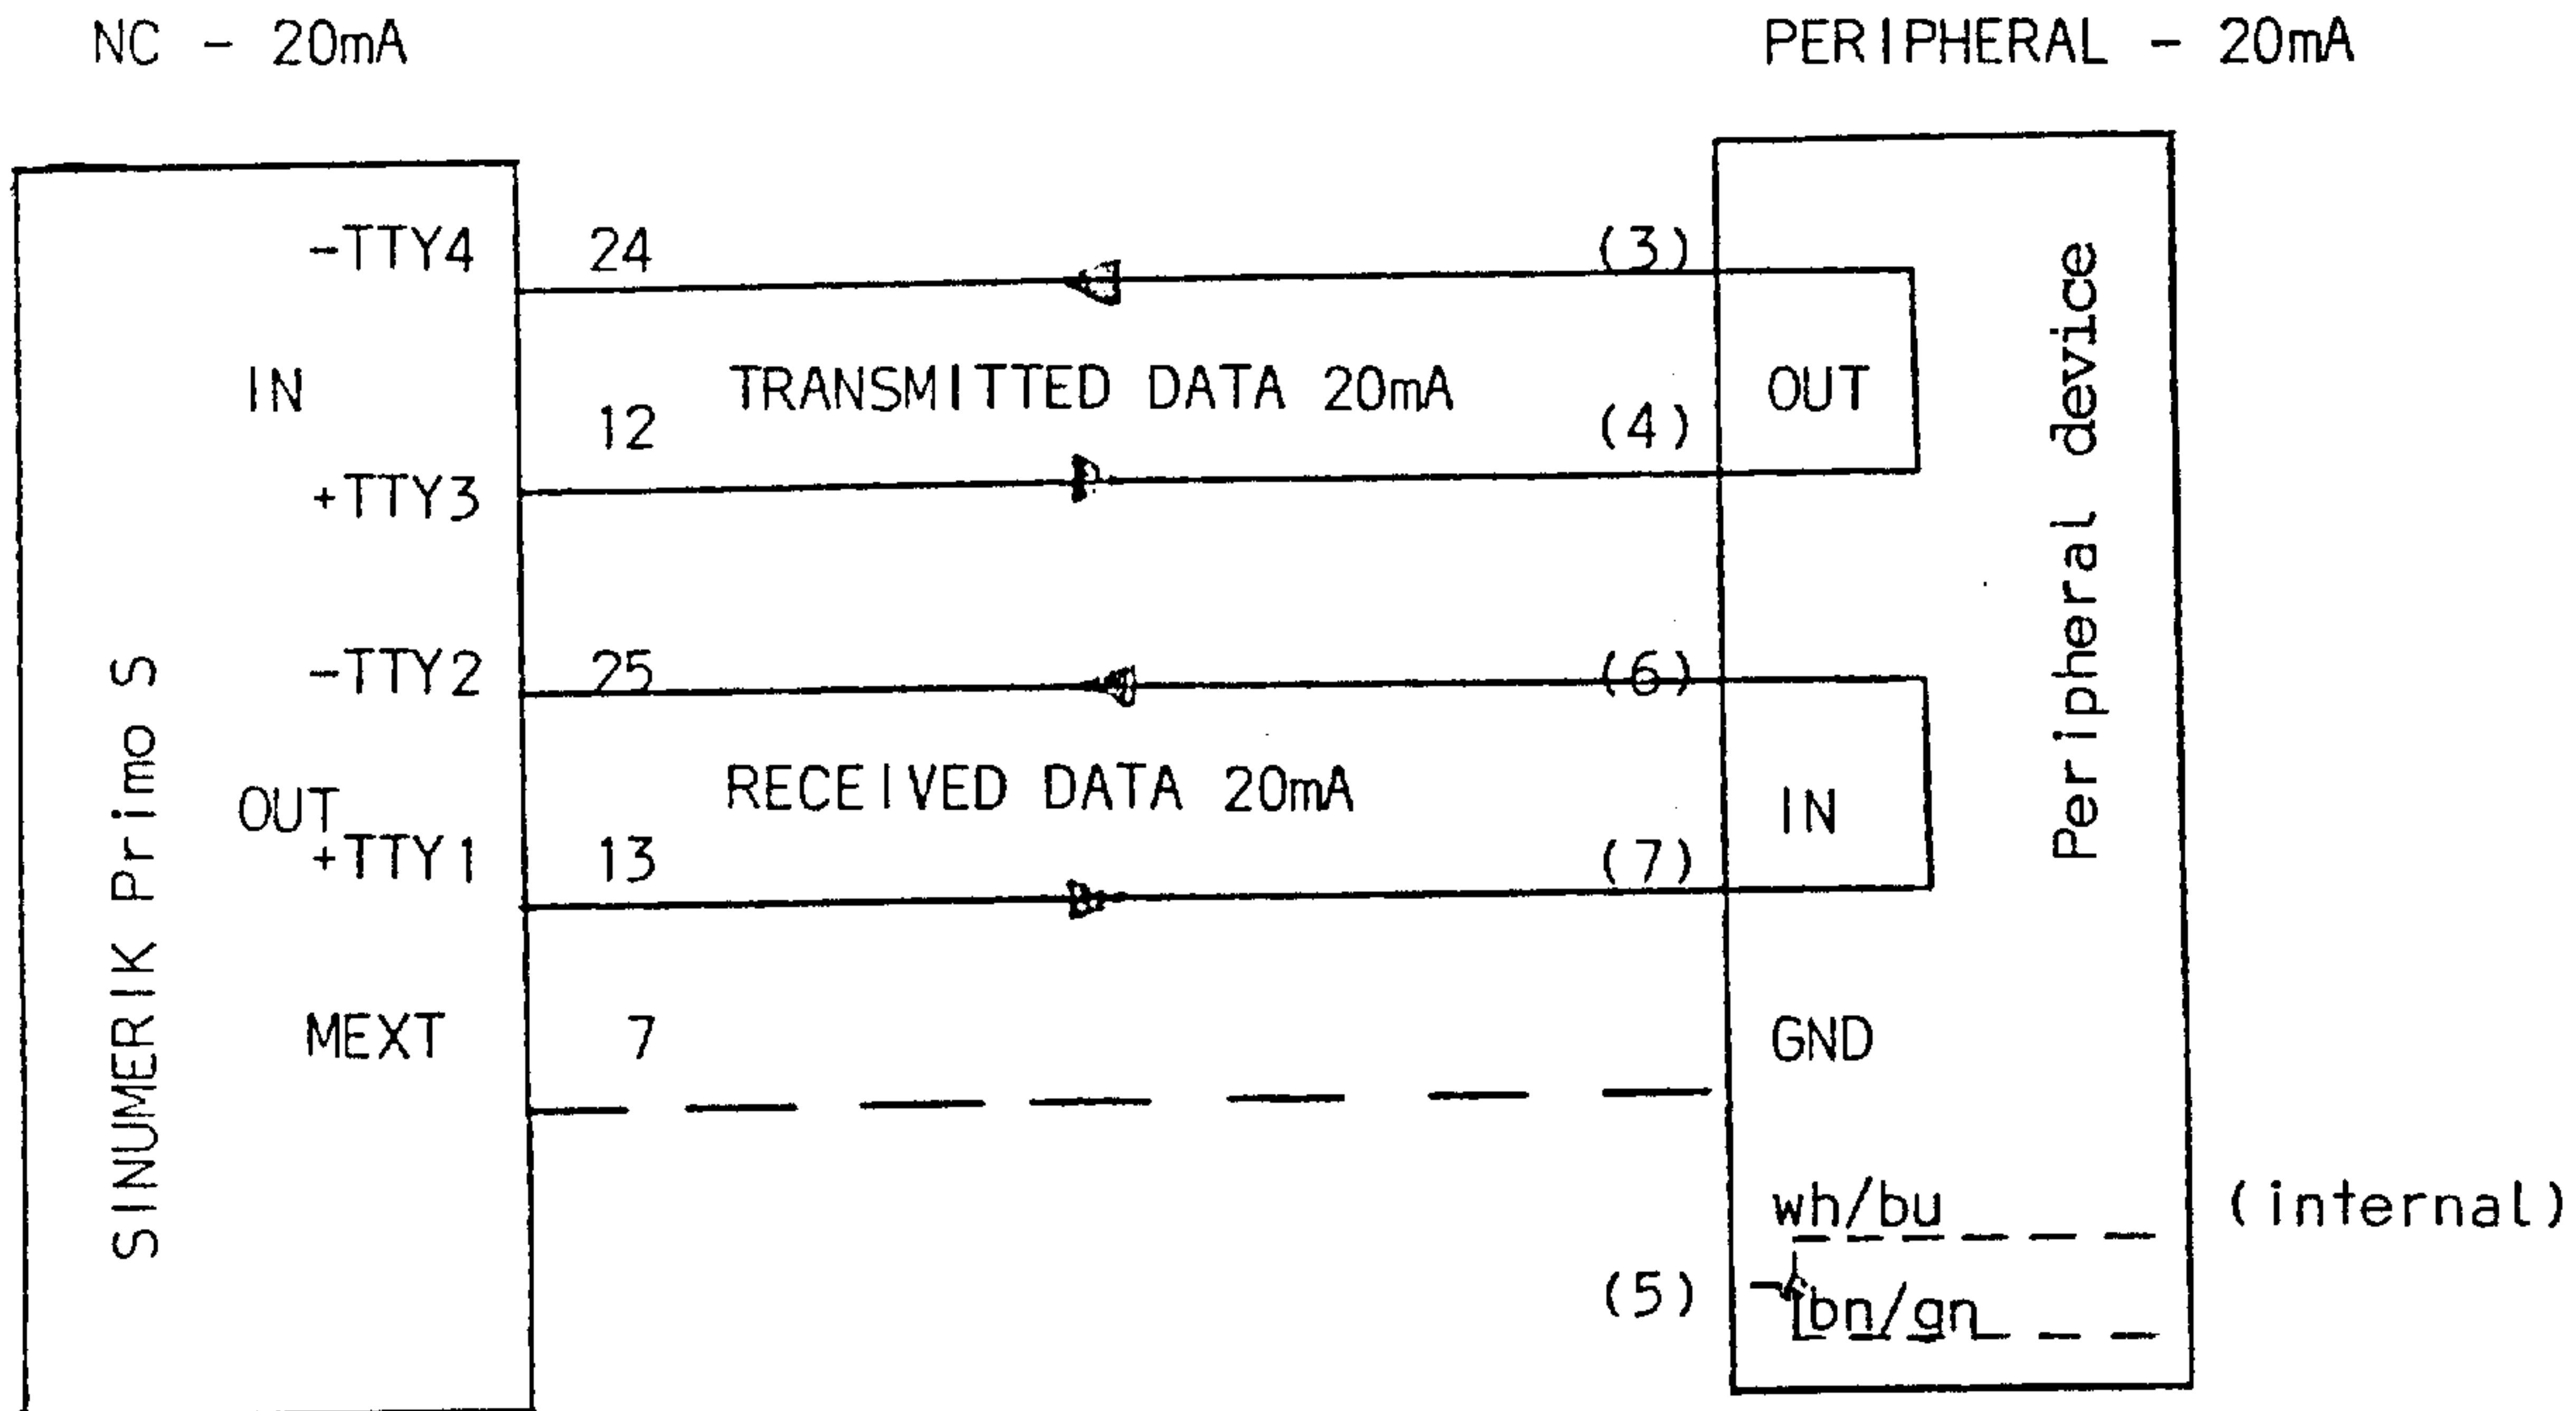 NC - 20mA
PERIPHERAL - 20mA
-TTY4
24
(3)
IN
TRANSMITTED DATA 20mA
OUT
12
(4)
+TTY3
-TTY2
25
(6)
RECEIVED DATA 20mA
OUT
IN
+TTY1
13
(7)
MEXT
7
GND
SINUMERIK Primo S
Peripheral device
wh/bu
(internal)
(5)
bn/gn